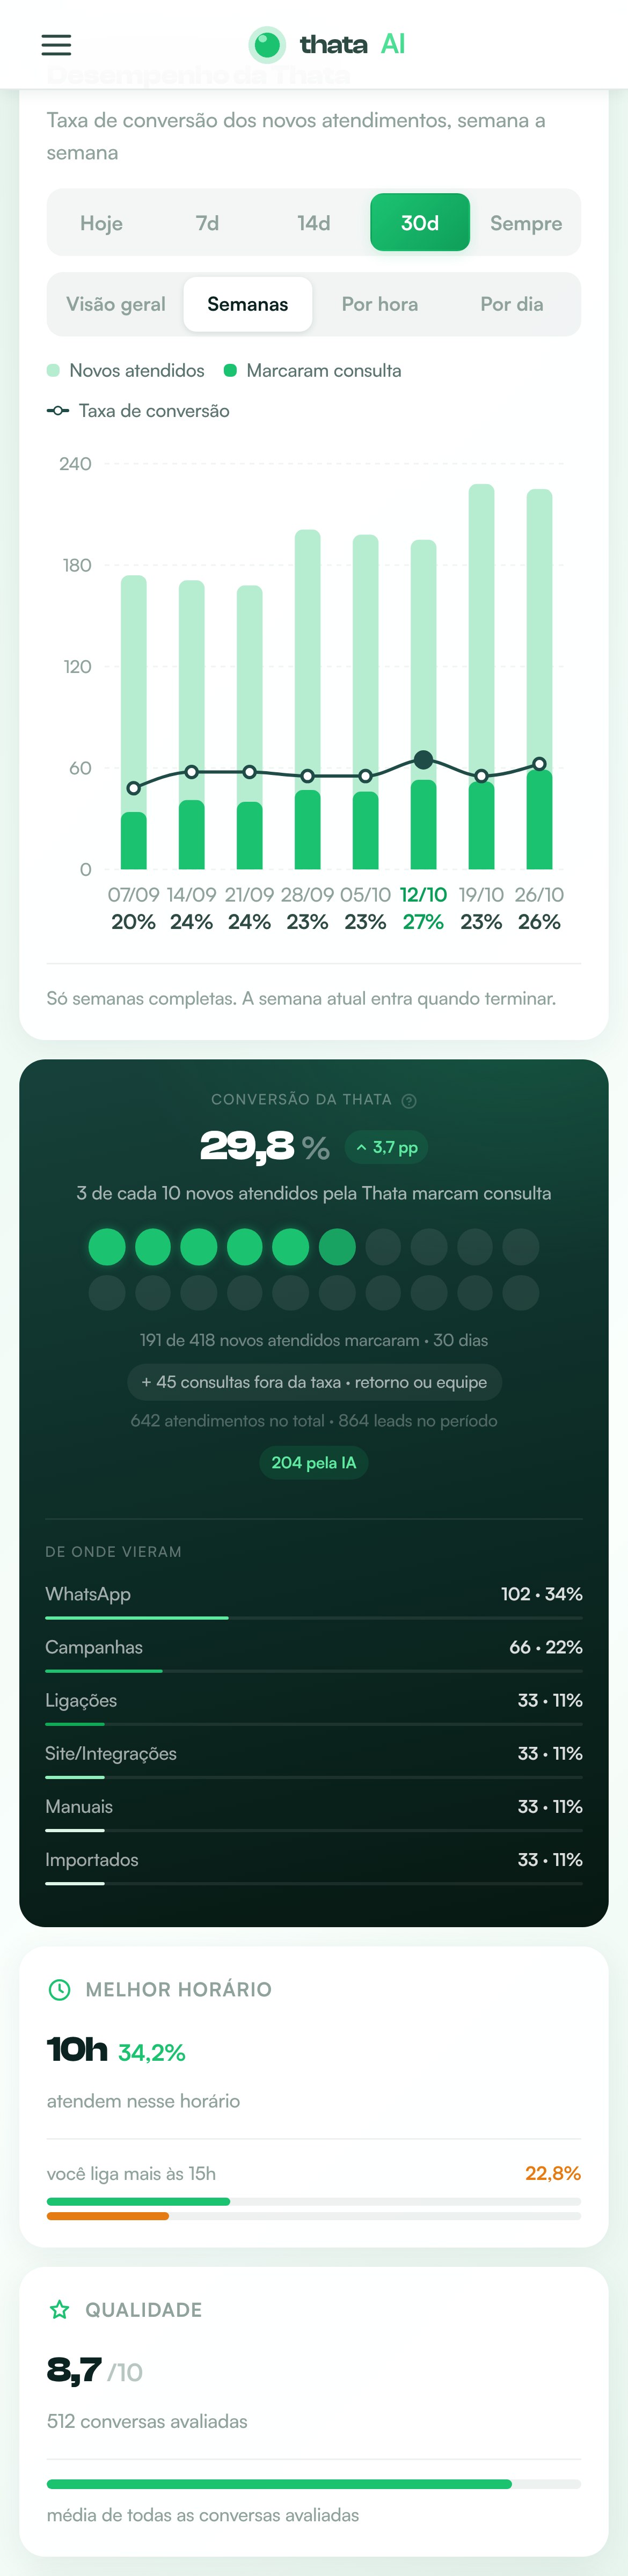 thata AI
Desempenho da Thata
Taxa de conversão dos novos atendimentos, semana a
semana
Hoje 7d 14d 30d Sempre
Visão geral Semanas Por hora Por dia
Novos atendidos Marcaram consulta
Taxa de conversão
240
180
120
60
0
07/09 14/09 21/09 28/09 05/10 12/10 19/10 26/10
20% 24% 24% 23% 23% 27% 23% 26%
Só semanas completas. A semana atual entra quando terminar.
CONVERSÃO DA THATA ?
29,8 % 3,7 pp
3 de cada 10 novos atendidos pela Thata marcam consulta
191 de 418 novos atendidos marcaram · 30 dias
+ 45 consultas fora da taxa · retorno ou equipe
642 atendimentos no total · 864 leads no período
204 pela IA
DE ONDE VIERAM
WhatsApp 102 · 34%
Campanhas 66 · 22%
Ligações 33 · 11%
Site/Integrações 33 · 11%
Manuais 33 · 11%
Importados 33 · 11%
MELHOR HORÁRIO
10h 34,2%
atendem nesse horário
você liga mais às 15h 22,8%
QUALIDADE
8,7 /10
512 conversas avaliadas
média de todas as conversas avaliadas